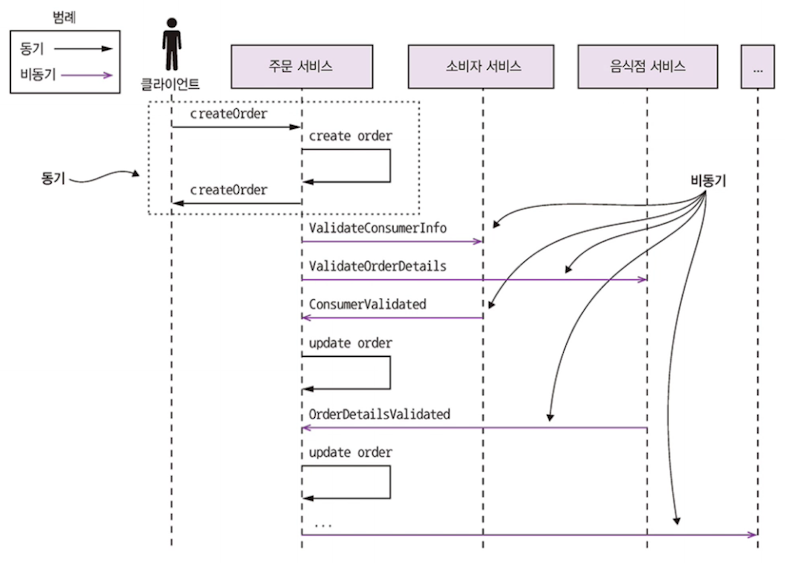 범례
동기
비동기
클라이언트
주문 서비스
소비자 서비스
음식점 서비스
...
createOrder
create order
동기
createOrder
비동기
ValidateConsumerInfo
ValidateOrderDetails
ConsumerValidated
update order
OrderDetailsValidated
update order
...